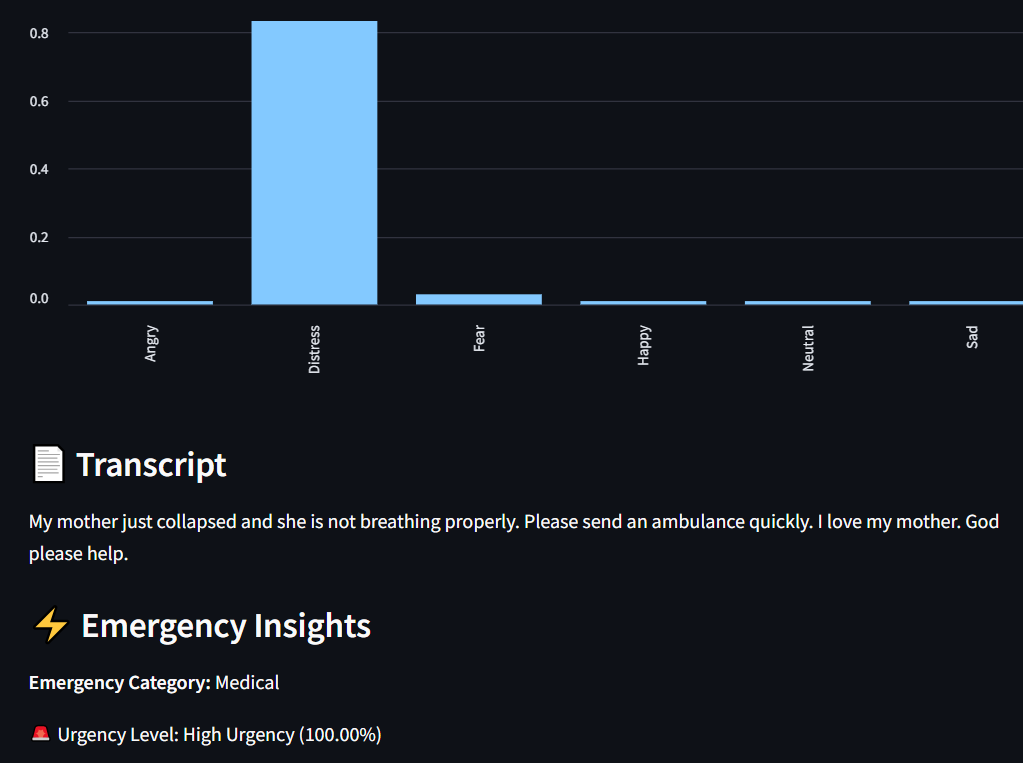 0.8
0.6
0.4
0.2
0.0
Angry
Distress
Fear
Happy
Neutral
Sad
Transcript
My mother just collapsed and she is not breathing properly. Please send an ambulance quickly. I love my mother. God
please help.
Emergency Insights
Emergency Category: Medical
Urgency Level: High Urgency (100.00%)